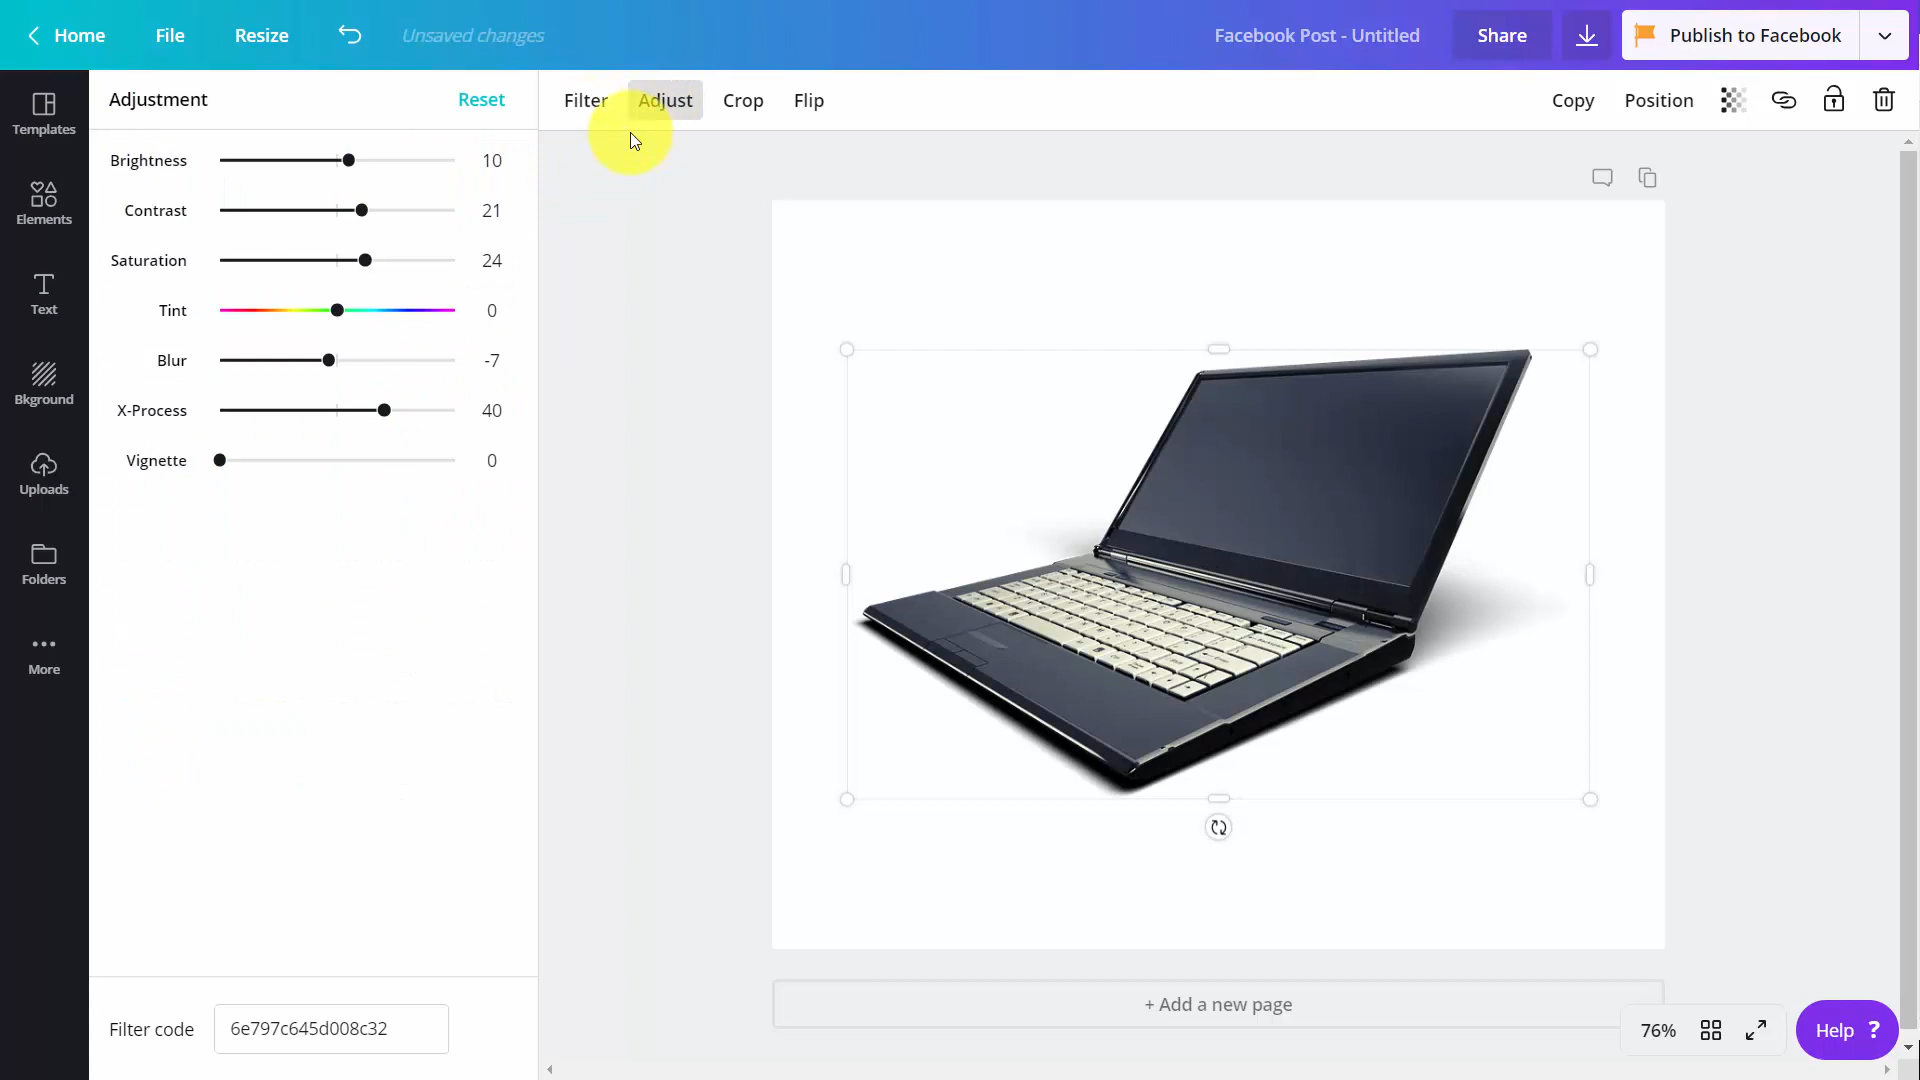 Home File Resize Unsaved changes Facebook Post - Untitled Share Publish to Facebook
Templates
Elements
Text
Bkground
Uploads
Folders
More
Adjustment Reset
Brightness 10
Contrast 21
Saturation 24
Tint 0
Blur -7
X-Process 40
Vignette 0
Filter code 6e797c645d008c32
Filter Adjust Crop Flip Copy Position
+ Add a new page
76% Help ?